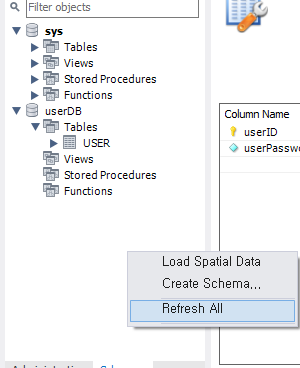 Filter objects
sys
Tables
Views
Stored Procedures
Functions
userDB
Tables
USER
Views
Stored Procedures
Functions
Column Name
userID
userPassw
Load Spatial Data
Create Schema...
Refresh All